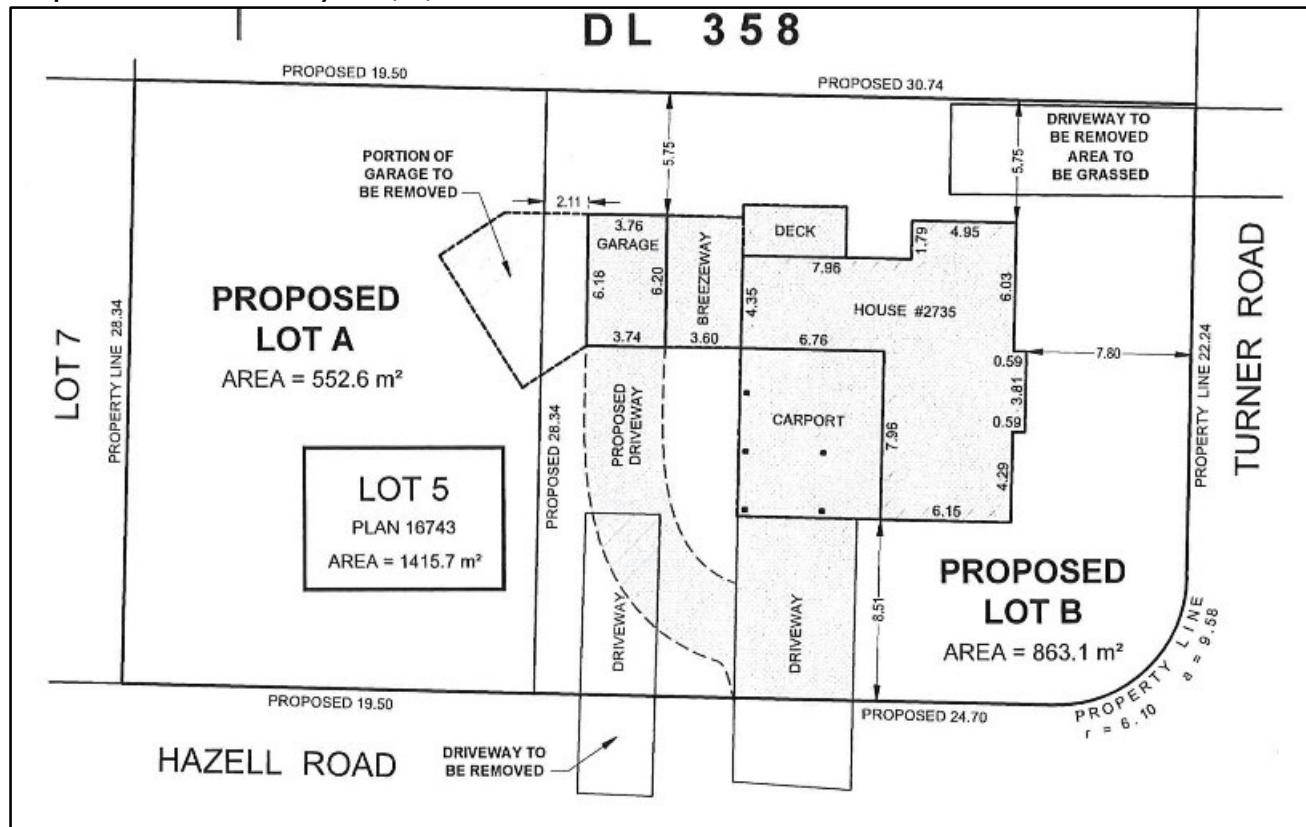 DL 358
PROPOSED 19.50
PROPOSED 30.74
DRIVEWAY TO
BE REMOVED
AREA TO
BE GRASSED
PORTION OF
GARAGE TO
BE REMOVED
5.75
5.75
2.11
3.76
GARAGE
6.18
6.20
BREEZEWAY
DECK
1.79
4.95
7.96
4.35
HOUSE #2735
6.03
PROPOSED
LOT A
AREA = 552.6 m²
LOT 7
PROPERTY LINE 28.34
3.74
3.60
6.76
0.59
7.80
3.81
0.59
PROPERTY LINE 22.24
TURNER ROAD
PROPOSED
DRIVEWAY
CARPORT
7.96
4.29
6.15
PROPOSED 28.34
LOT 5
PLAN 16743
AREA = 1415.7 m²
DRIVEWAY
DRIVEWAY
8.51
PROPOSED
LOT B
AREA = 863.1 m²
PROPERTY LINE
r = 6.10 a = 9.58
PROPOSED 19.50
PROPOSED 24.70
HAZELL ROAD
DRIVEWAY TO
BE REMOVED